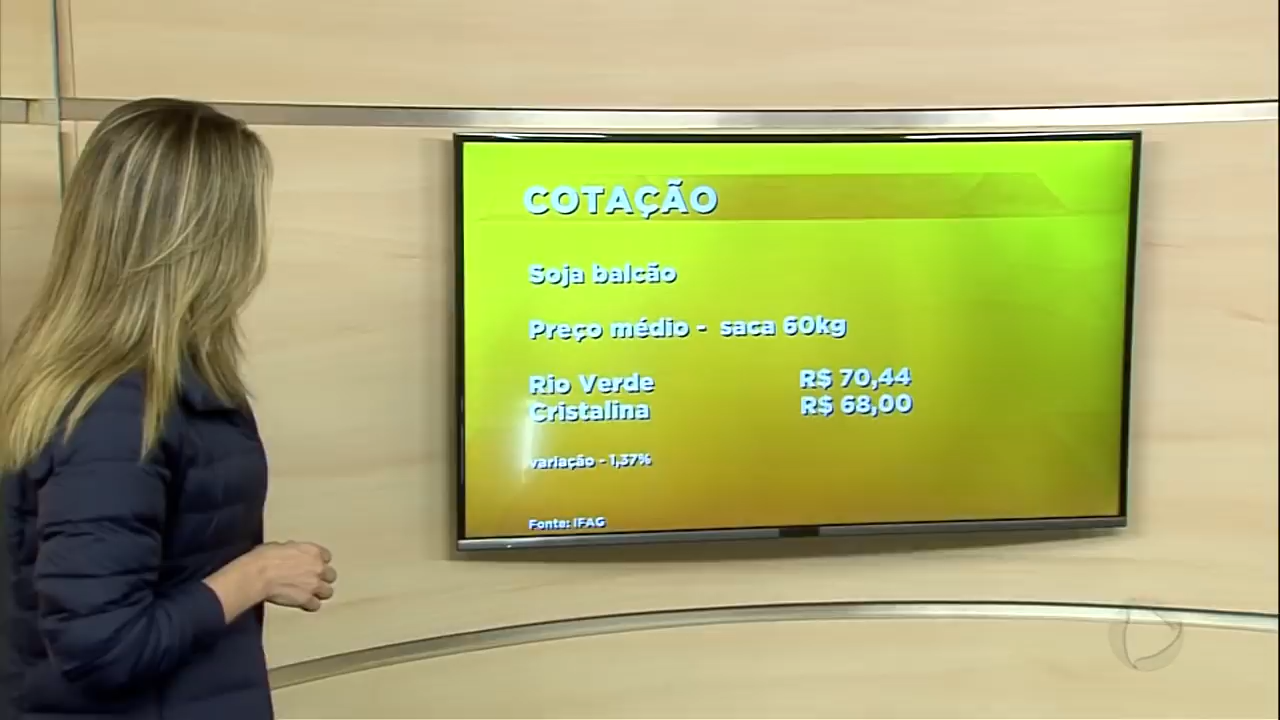 COTAÇÃO
Soja balcão
Preço médio - saca 60kg
Rio Verde R$ 70,44
Cristalina R$ 68,00
variação - 1,37%
Fonte: IFAG